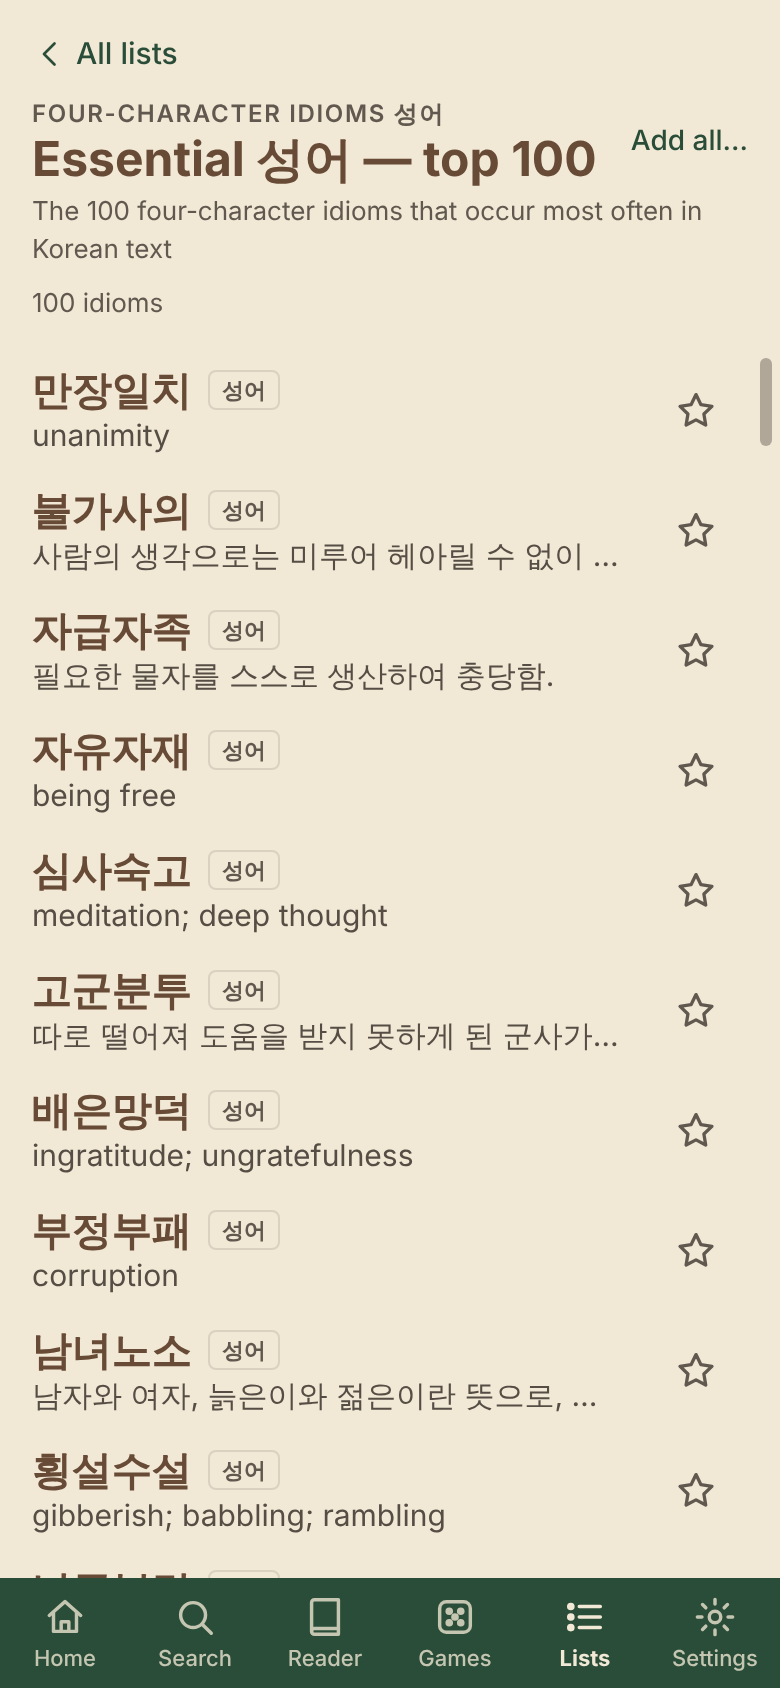 All lists
FOUR-CHARACTER IDIOMS 성어
Essential 성어 — top 100
Add all...
The 100 four-character idioms that occur most often in
Korean text
100 idioms
만장일치 성어
unanimity
불가사의 성어
사람의 생각으로는 미루어 헤아릴 수 없이 ...
자급자족 성어
필요한 물자를 스스로 생산하여 충당함.
자유자재 성어
being free
심사숙고 성어
meditation; deep thought
고군분투 성어
따로 떨어져 도움을 받지 못하게 된 군사가...
배은망덕 성어
ingratitude; ungratefulness
부정부패 성어
corruption
남녀노소 성어
남자와 여자, 늙은이와 젊은이란 뜻으로, ...
횡설수설 성어
gibberish; babbling; rambling
Home Search Reader Games Lists Settings